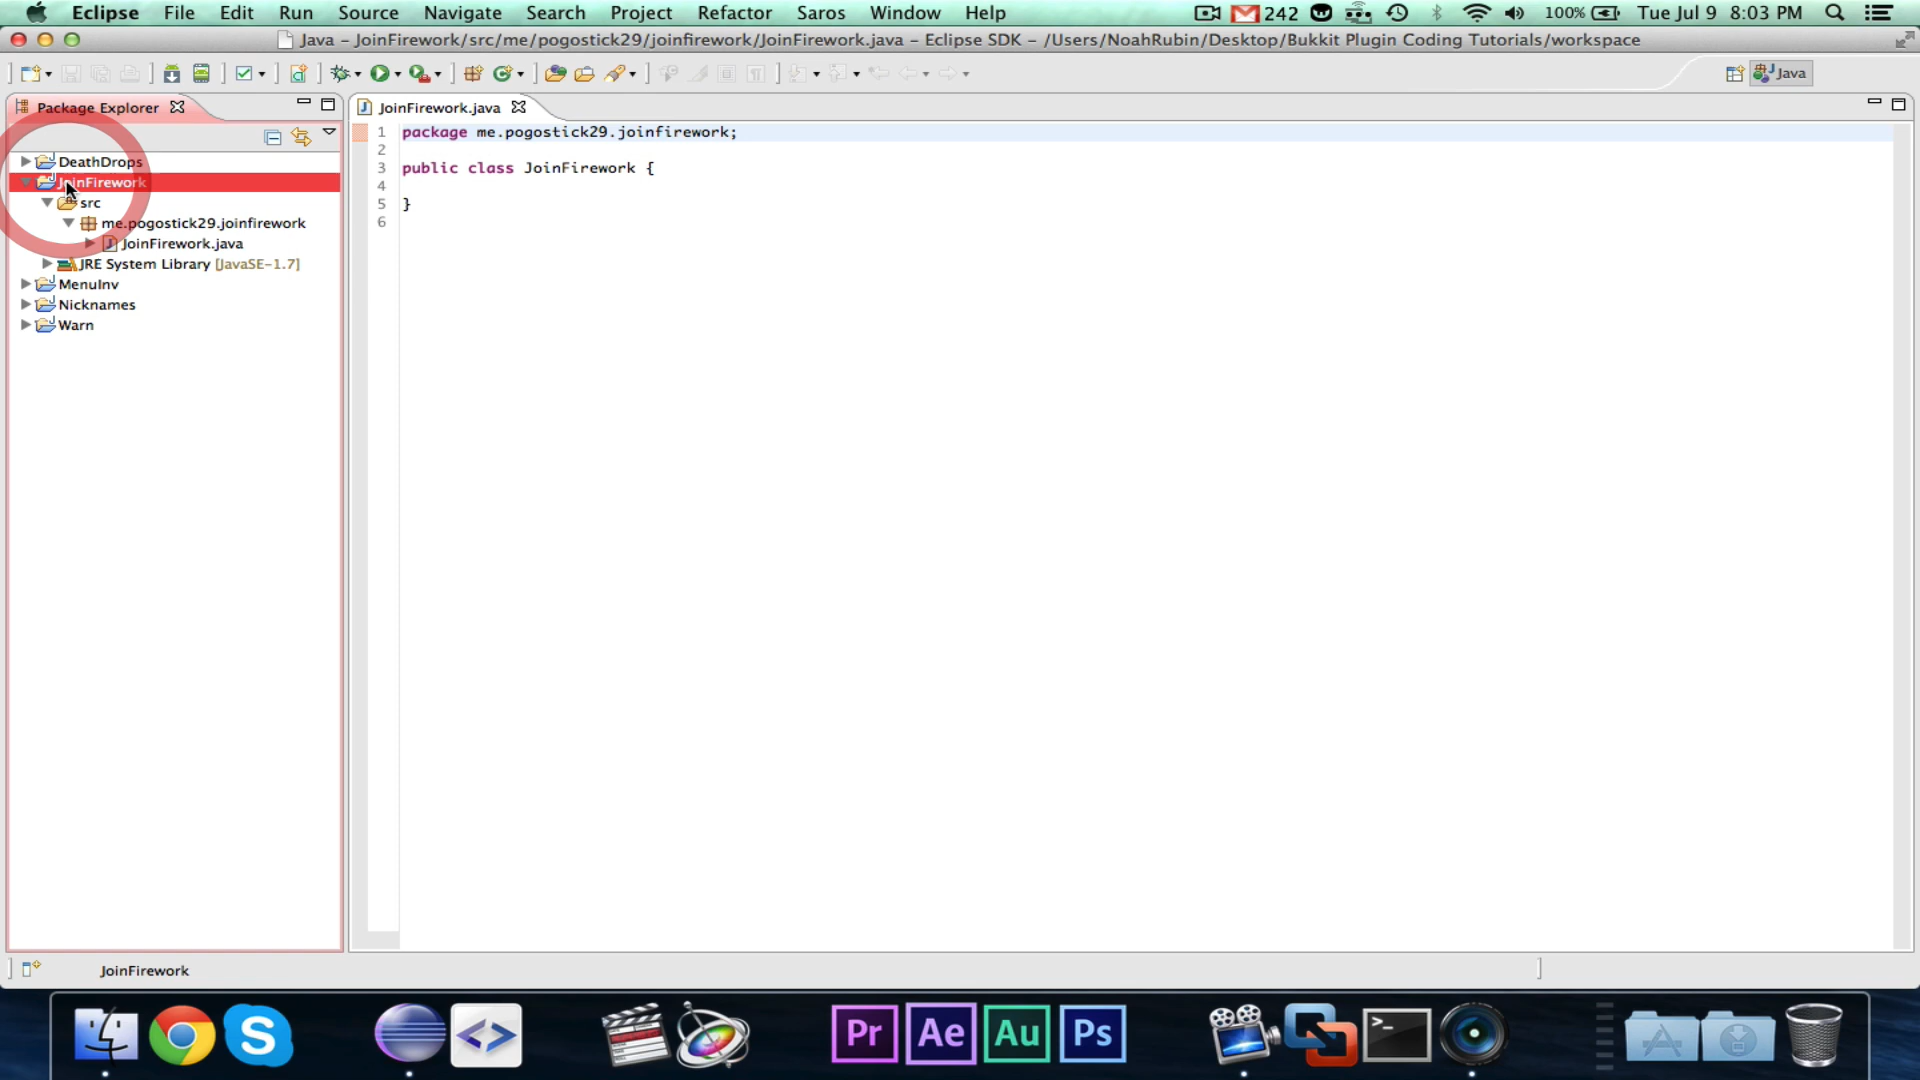 Eclipse File Edit Run Source Navigate Search Project Refactor Saros Window Help 242 100% Tue Jul 9 8:03 PM
Java – JoinFirework/src/me/pogostick29/joinfirework/JoinFirework.java – Eclipse SDK – /Users/NoahRubin/Desktop/Bukkit Plugin Coding Tutorials/workspace
Java
Package Explorer
JoinFirework.java
DeathDrops
JoinFirework
src
me.pogostick29.joinfirework
JoinFirework.java
JRE System Library [JavaSE-1.7]
MenuInv
Nicknames
Warn
1 package me.pogostick29.joinfirework;
2
3 public class JoinFirework {
4
5 }
6
JoinFirework
Pr Ae Au Ps